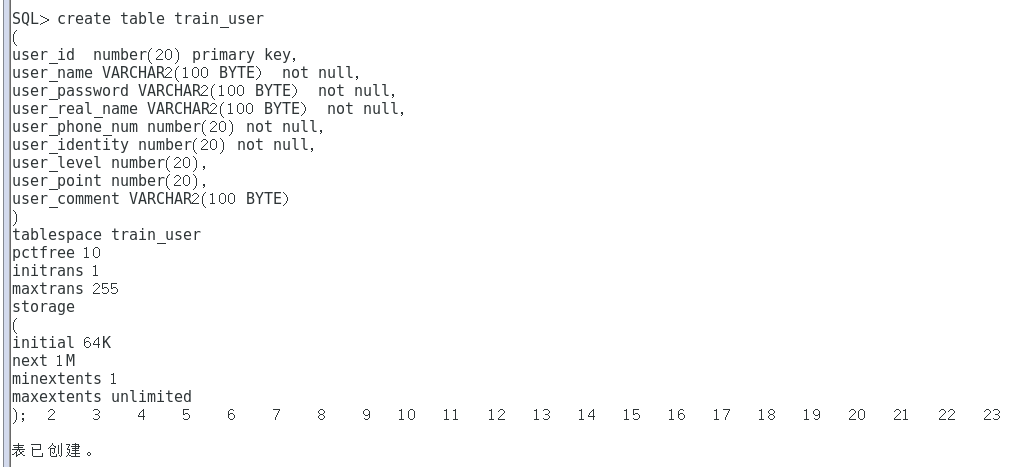 SQL> create table train_user
(
user_id  number(20) primary key,
user_name VARCHAR2(100 BYTE)  not null,
user_password VARCHAR2(100 BYTE)  not null,
user_real_name VARCHAR2(100 BYTE)  not null,
user_phone_num number(20) not null,
user_identity number(20) not null,
user_level number(20),
user_point number(20),
user_comment VARCHAR2(100 BYTE)
)
tablespace train_user
pctfree 10
initrans 1
maxtrans 255
storage
(
initial 64K
next 1M
minextents 1
maxextents unlimited
);  2    3    4    5    6    7    8    9   10   11   12   13   14   15   16   17   18   19   20   21   22   23
表已创建。